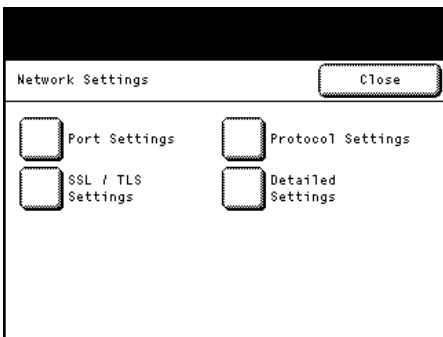 Network Settings
Close
Port Settings
Protocol Settings
SSL / TLS
Settings
Detailed
Settings